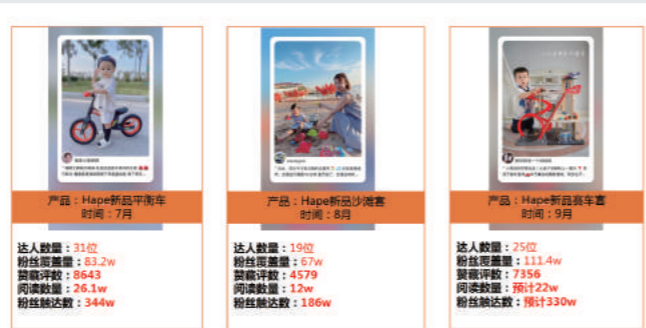 产品：Hape新品平衡车
时间：7月
达人数量：31位
粉丝覆盖量：83.2w
赞藏评数：8643
阅读数量：26.1w
粉丝触达数：344w
产品：Hape新品沙滩套
时间：8月
达人数量：19位
粉丝覆盖量：67w
赞藏评数：4579
阅读数量：12w
粉丝触达数：186w
产品：Hape新品赛车套
时间：9月
达人数量：25位
粉丝覆盖量：111.4w
赞藏评数：7356
阅读数量：预计22w
粉丝触达数：预计330w